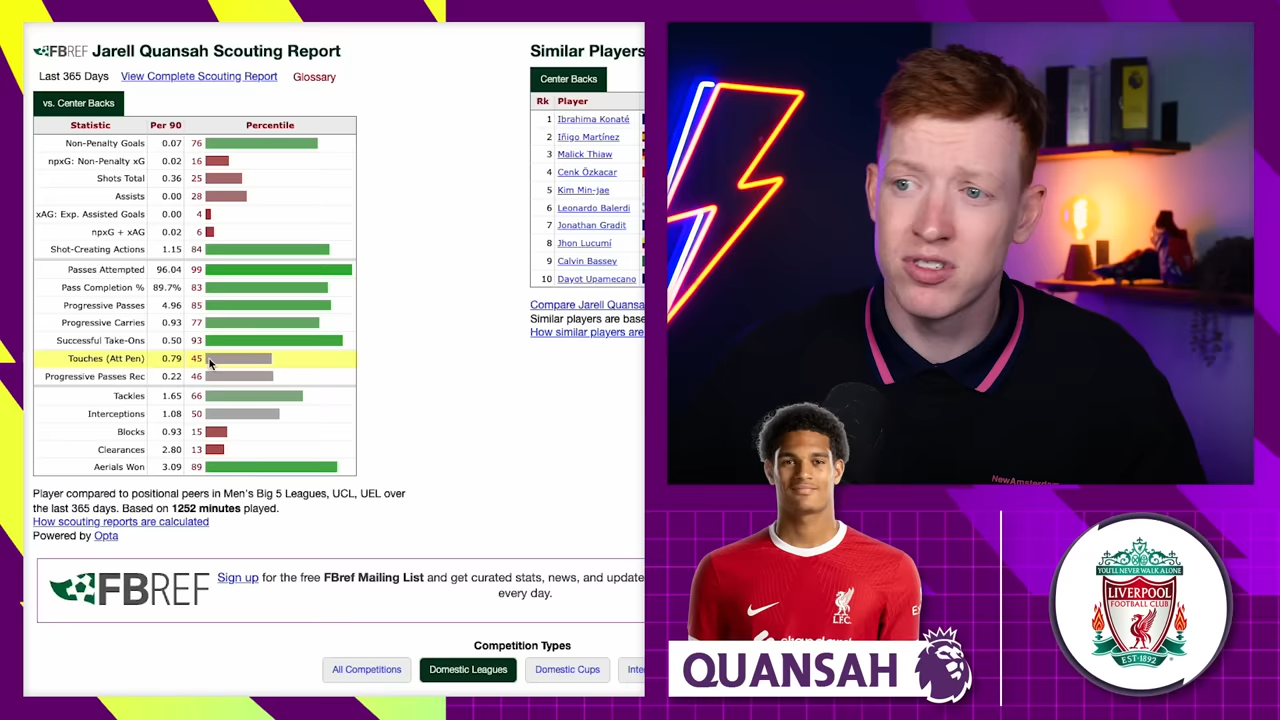 FBREF Jarell Quansah Scouting Report
Last 365 Days View Complete Scouting Report Glossary
vs. Center Backs
Statistic Per 90 Percentile
Non-Penalty Goals 0.07 76
npxG: Non-Penalty xG 0.02 16
Shots Total 0.36 25
Assists 0.00 28
xAG: Exp. Assisted Goals 0.00 4
npxG + xAG 0.02 6
Shot-Creating Actions 1.15 84
Passes Attempted 96.04 99
Pass Completion % 89.7% 83
Progressive Passes 4.96 85
Progressive Carries 0.93 77
Successful Take-Ons 0.50 93
Touches (Att Pen) 0.79 45
Progressive Passes Rec 0.22 46
Tackles 1.65 66
Interceptions 1.08 50
Blocks 0.93 15
Clearances 2.80 13
Aerials Won 3.09 89
Player compared to positional peers in Men's Big 5 Leagues, UCL, UEL over
the last 365 days. Based on 1252 minutes played.
How scouting reports are calculated
Powered by Opta
Similar Players
Center Backs
Rk Player
1 Ibrahima Konaté
2 Iñigo Martínez
3 Malick Thiaw
4 Cenk Özkacar
5 Kim Min-jae
6 Leonardo Balerdi
7 Jonathan Gradit
8 Jhon Lucumí
9 Calvin Bassey
10 Dayot Upamecano
Compare Jarell Quansa
Similar players are base
How similar players are
FBREF
Sign up for the free FBref Mailing List and get curated stats, news, and update
every day.
Competition Types
All Competitions Domestic Leagues Domestic Cups Inte
NewAmsterdam
L.F.C.
QUANSAH
YOU'LL NEVER WALK ALONE
LIVERPOOL
FOOTBALL CLUB
EST·1892